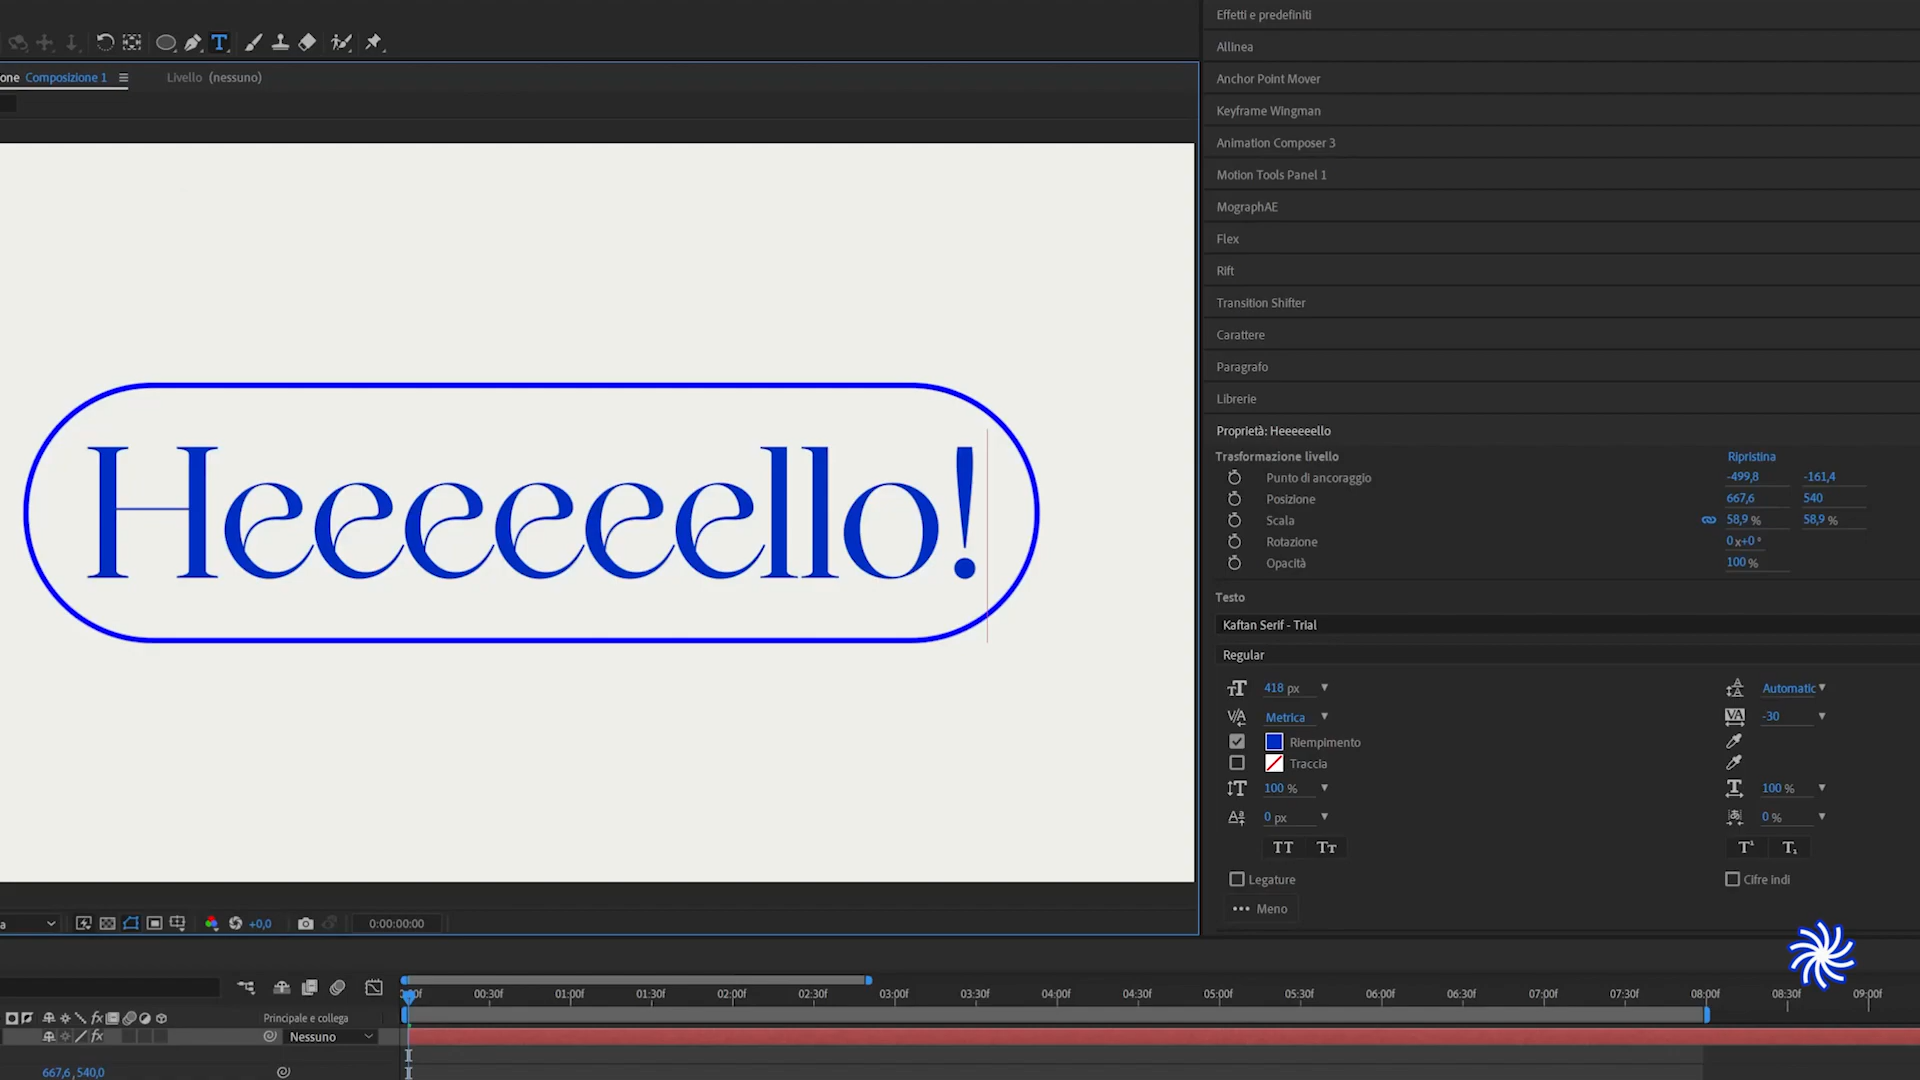 Effetti e predefiniti
Allinea
one Composizione 1
Livello (nessuno)
Anchor Point Mover
Keyframe Wingman
Animation Composer 3
Motion Tools Panel 1
MographAE
Flex
Rift
Transition Shifter
Carattere
Paragrafo
Librerie
Heeeeeello!
Proprietà: Heeeeeello
Trasformazione livello Ripristina
Punto di ancoraggio -499,8 -161,4
Posizione 667,6 540
Scala 58,9 % 58,9 %
Rotazione 0 x+0 °
Opacità 100 %
Testo
Kaftan Serif - Trial
Regular
418 px Automatic
Metrica -30
Riempimento
Traccia
100 % 100 %
0 px 0 %
TT Tт T¹ T₁
Legature Cifre indi
Meno
a +0,0 0:00:00:00
00:30f 01:00f 01:30f 02:00f 02:30f 03:00f 03:30f 04:00f 04:30f 05:00f 05:30f 06:00f 06:30f 07:00f 07:30f 08:00f 08:30f 09:00f
Principale e collega
Nessuno
667,6,540,0